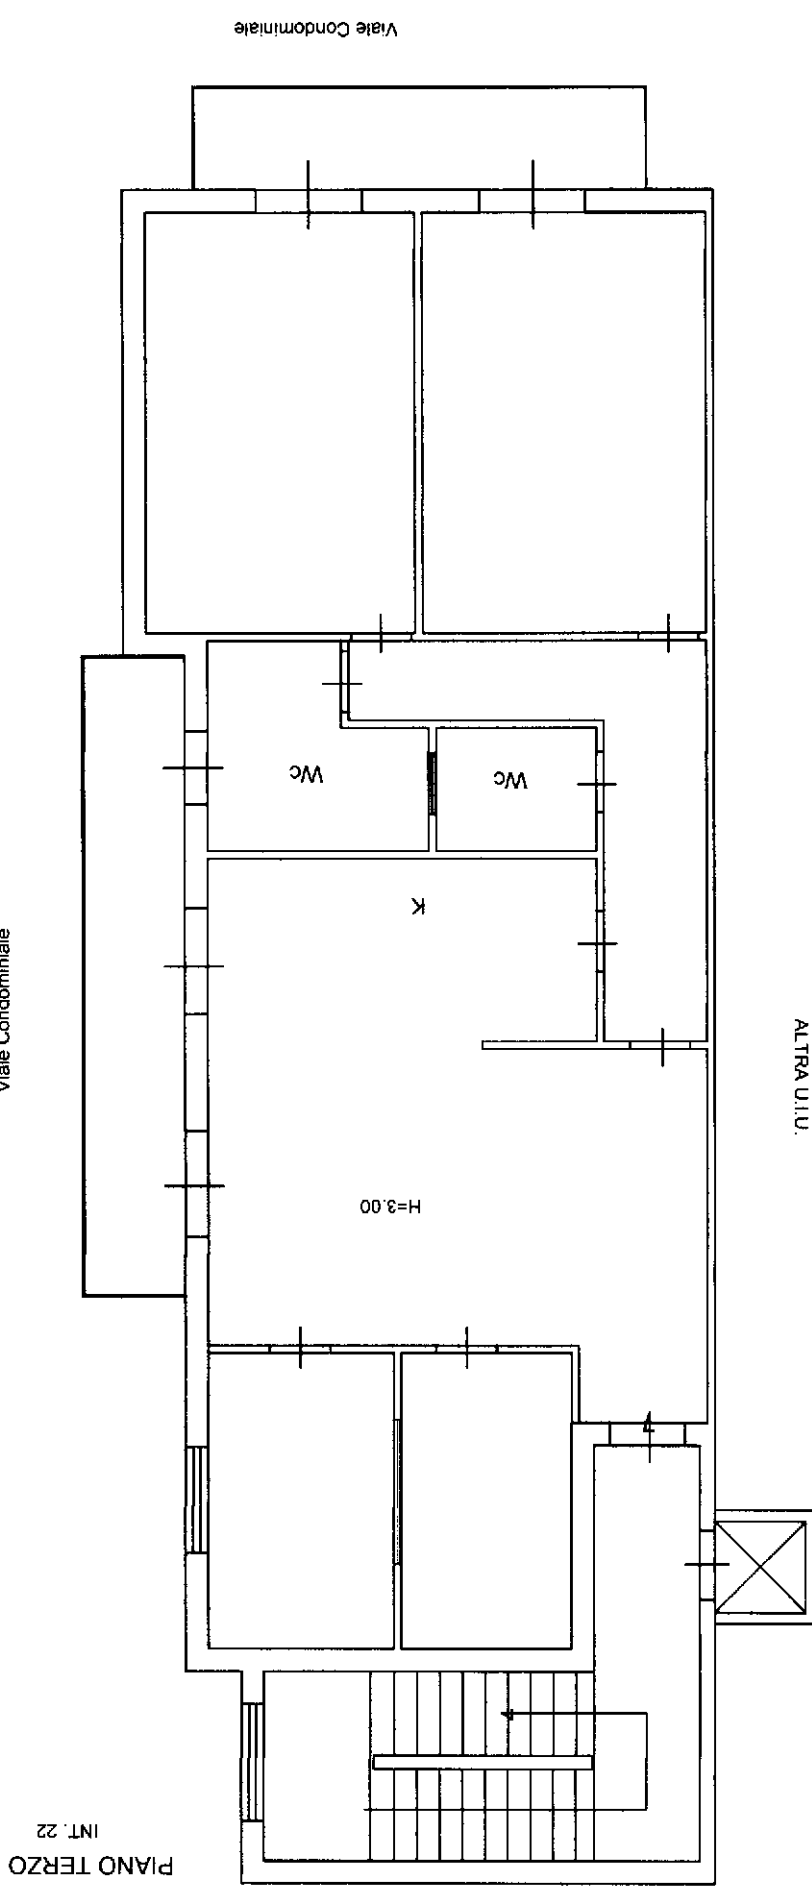 PIANO TERZO
INT. 22
H=3.00
K
Wc
Wc
Viale Condominiale
Viale Condominiale
ALTRA U.I.U.